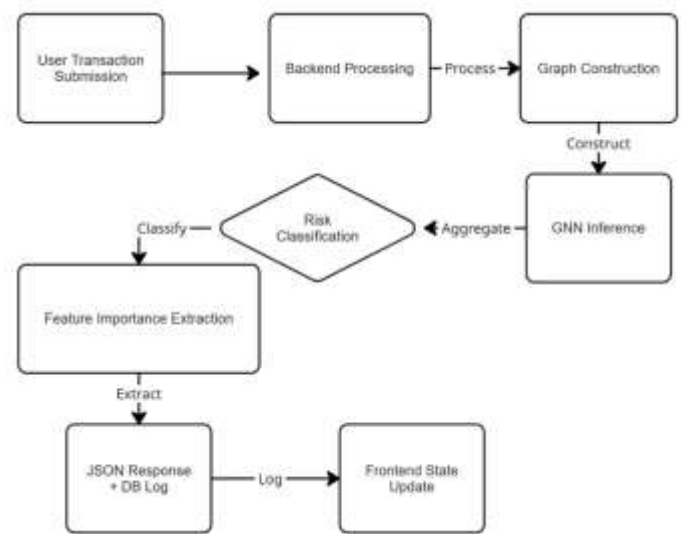 User Transaction
Submission
Backend Processing
Process
Graph Construction
Construct
GNN Inference
Aggregate
Risk
Classification
Classify
Feature Importance Extraction
Extract
JSON Response
+ DB Log
Log
Frontend State
Update